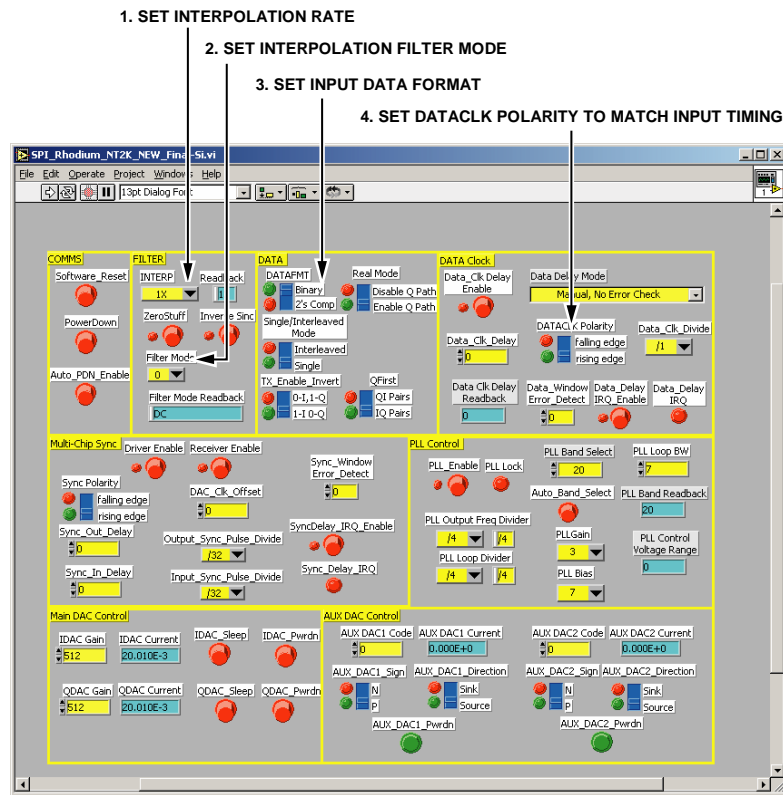 1. SET INTERPOLATION RATE
2. SET INTERPOLATION FILTER MODE
3. SET INPUT DATA FORMAT
4. SET DATACLK POLARITY TO MATCH INPUT TIMING
SPI_Rhodium_NT2K_NEW_Final-Si.vi
File Edit Operate Project Windows Help
13pt Dialog Font
1
COMMS
Software_Reset
PowerDown
Auto_PDN_Enable
FILTER
INTERP
Readback
1X
1
ZeroStuff
Inverse Sinc
Filter Mode
0
Filter Mode Readback
DC
DATA
DATAFMT
Binary
2's Comp
Real Mode
Disable Q Path
Enable Q Path
Single/Interleaved
Mode
Interleaved
Single
TX_Enable_Invert
0-I,1-Q
1-I 0-Q
QFirst
QI Pairs
IQ Pairs
DATA Clock
Data_Clk Delay
Enable
Data Delay Mode
Manual, No Error Check
Data_Clk_Delay
0
DATACLK Polarity
falling edge
rising edge
Data_Clk_Divide
/1
Data Clk Delay
Readback
0
Data_Window
Error_Detect
0
Data_Delay
IRQ_Enable
Data_Delay
IRQ
Multi-Chip Sync
Driver Enable
Receiver Enable
Sync_Window
Error_Detect
0
Sync Polarity
falling edge
rising edge
DAC_Clk_Offset
0
Sync_Out_Delay
0
Output_Sync_Pulse_Divide
/32
SyncDelay_IRQ_Enable
Sync_In_Delay
0
Input_Sync_Pulse_Divide
/32
Sync_Delay_IRQ
PLL Control
PLL_Enable
PLL Lock
PLL Band Select
20
PLL Loop BW
7
Auto_Band_Select
PLL Band Readback
20
PLL Output Freq Divider
/4
/4
PLLGain
3
PLL Control
Voltage Range
0
PLL Loop Divider
/4
/4
PLL Bias
7
Main DAC Control
IDAC Gain
512
IDAC Current
20.010E-3
IDAC_Sleep
IDAC_Pwrdn
QDAC Gain
512
QDAC Current
20.010E-3
QDAC_Sleep
QDAC_Pwrdn
AUX DAC Control
AUX DAC1 Code
0
AUX DAC1 Current
0.000E+0
AUX_DAC1_Sign
N
P
AUX_DAC1_Direction
Sink
Source
AUX_DAC1_Pwrdn
AUX DAC2 Code
0
AUX DAC2 Current
0.000E+0
AUX_DAC2_Sign
N
P
AUX_DAC2_Direction
Sink
Source
AUX_DAC2_Pwrdn